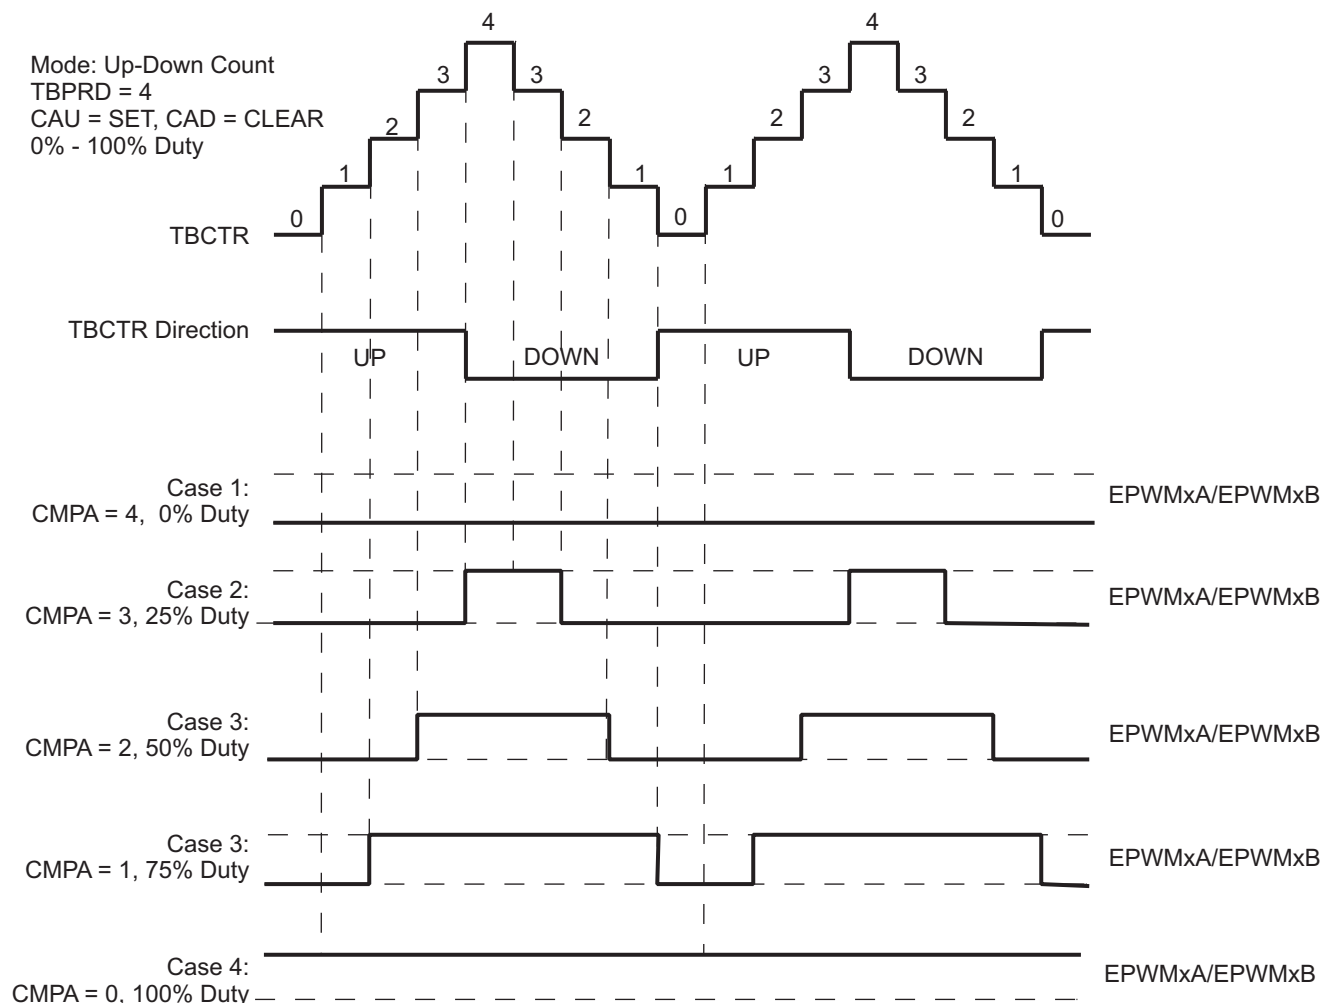 Mode: Up-Down Count
TBPRD = 4
CAU = SET, CAD = CLEAR
0% - 100% Duty
4
4
3
3
3
3
2
2
2
2
1
1
1
1
0
0
0
TBCTR
TBCTR Direction
UP
DOWN
UP
DOWN
Case 1:
CMPA = 4, 0% Duty
EPWMxA/EPWMxB
Case 2:
CMPA = 3, 25% Duty
EPWMxA/EPWMxB
Case 3:
CMPA = 2, 50% Duty
EPWMxA/EPWMxB
Case 3:
CMPA = 1, 75% Duty
EPWMxA/EPWMxB
Case 4:
CMPA = 0, 100% Duty
EPWMxA/EPWMxB